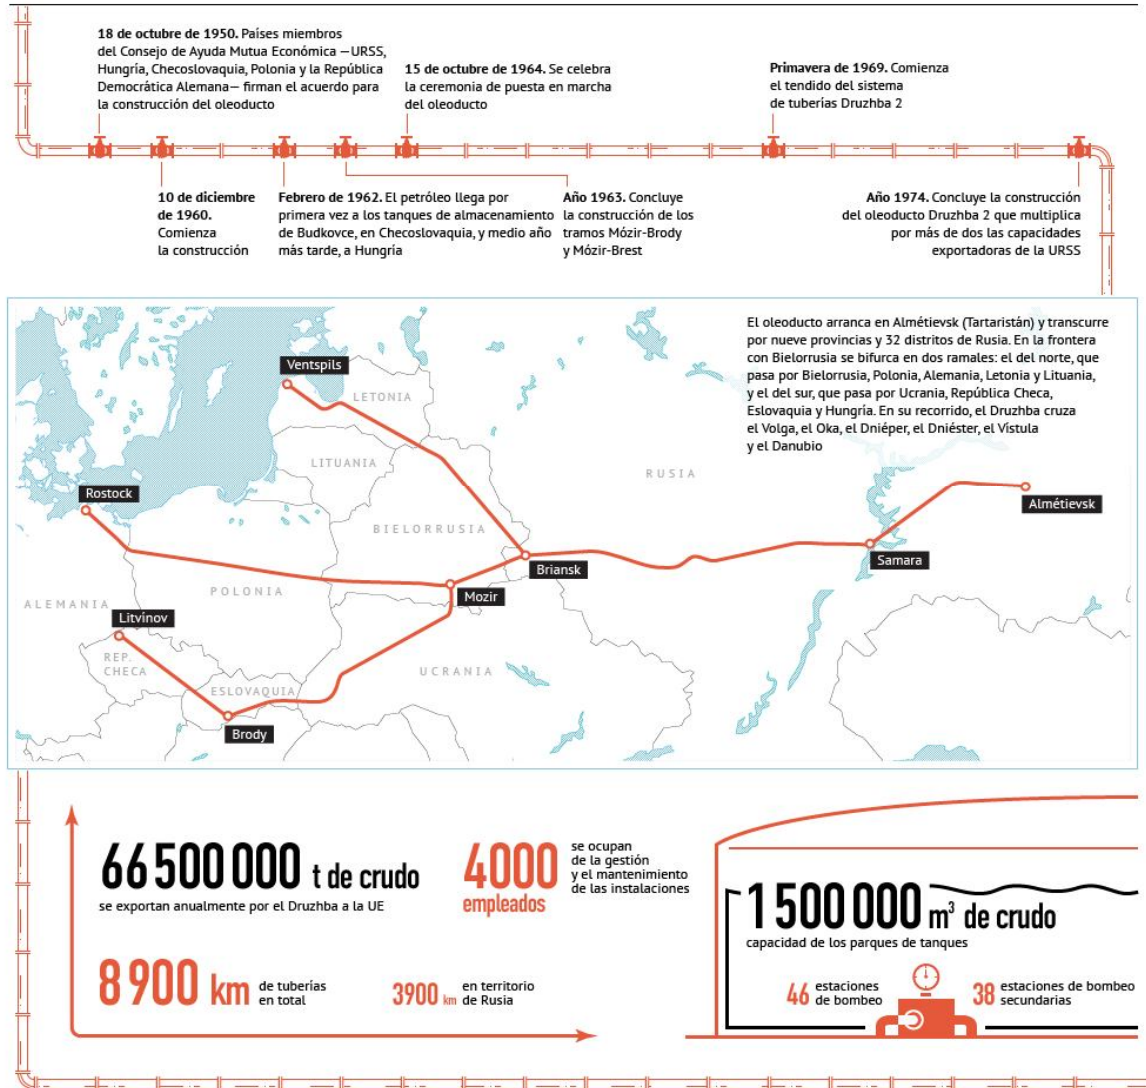 18 de octubre de 1950. Países miembros
del Consejo de Ayuda Mutua Económica —URSS,
Hungría, Checoslovaquia, Polonia y la República
Democrática Alemana— firman el acuerdo para
la construcción del oleoducto
15 de octubre de 1964. Se celebra
la ceremonia de puesta en marcha
del oleoducto
Primavera de 1969. Comienza
el tendido del sistema
de tuberías Druzhba 2
10 de diciembre
de 1960.
Comienza
la construcción
Febrero de 1962. El petróleo llega por
primera vez a los tanques de almacenamiento
de Budkovce, en Checoslovaquia, y medio año
más tarde, a Hungría
Año 1963. Concluye
la construcción de los
tramos Mózir-Brody
y Mózir-Brest
Año 1974. Concluye la construcción
del oleoducto Druzhba 2 que multiplica
por más de dos las capacidades
exportadoras de la URSS
El oleoducto arranca en Almétievsk (Tartaristán) y transcurre
por nueve provincias y 32 distritos de Rusia. En la frontera
con Bielorrusia se bifurca en dos ramales: el del norte, que
pasa por Bielorrusia, Polonia, Alemania, Letonia y Lituania,
y el del sur, que pasa por Ucrania, República Checa,
Eslovaquia y Hungría. En su recorrido, el Druzhba cruza
el Volga, el Oka, el Dniéper, el Dniéster, el Vístula
y el Danubio
Ventspils
LETONIA
LITUANIA
RUSIA
Rostock
Almétievsk
BIELORRUSIA
Samara
Briansk
POLONIA
Mozir
ALEMANIA
Litvínov
REP.
CHECA
UCRANIA
ESLOVAQUIA
Brody
66 500 000 t de crudo
se exportan anualmente por el Druzhba a la UE
4000
empleados
se ocupan
de la gestión
y el mantenimiento
de las instalaciones
8 900 km
de tuberías
en total
3900 km
en territorio
de Rusia
1 500 000 m³ de crudo
capacidad de los parques de tanques
46 estaciones
de bombeo
38 estaciones de bombeo
secundarias